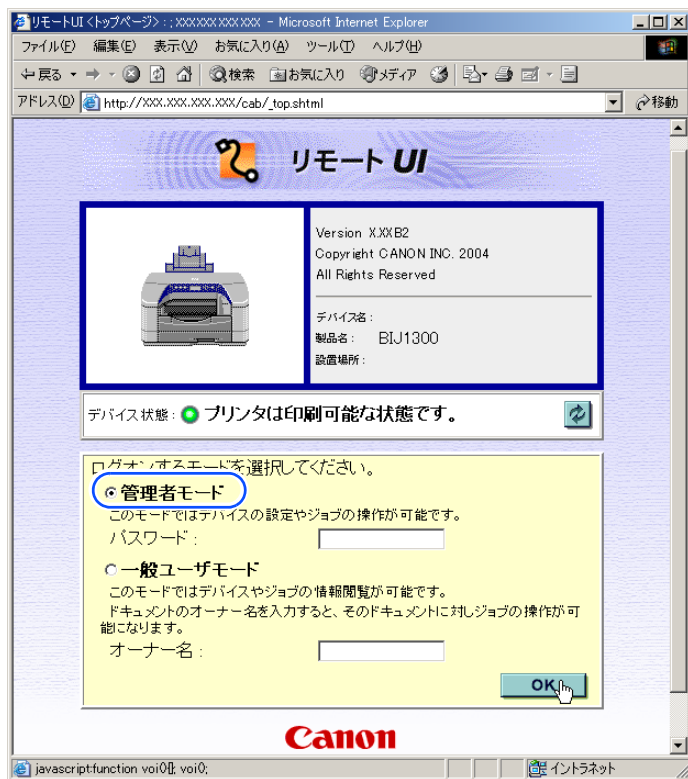 リモートUI <トップページ> : ; XXXXXX XXX XXX - Microsoft Internet Explorer
ファイル(F) 編集(E) 表示(V) お気に入り(A) ツール(T) ヘルプ(H)
戻る 検索 お気に入り メディア
アドレス(D) http://XXX.XXX.XXX.XXX/cab/_top.shtml 移動
リモート UI
Version X.XX B2
Copyright CANON INC. 2004
All Rights Reserved
デバイス名 :
製品名 : BIJ1300
設置場所 :
デバイス状態 : プリンタは印刷可能な状態です。
ログオンするモードを選択してください。
管理者モード
このモードではデバイスの設定やジョブの操作が可能です。
パスワード :
一般ユーザモード
このモードではデバイスやジョブの情報閲覧が可能です。
ドキュメントのオーナー名を入力すると、そのドキュメントに対しジョブの操作が可
能になります。
オーナー名 :
OK
Canon
javascript:function voi0{}; voi0; イントラネット